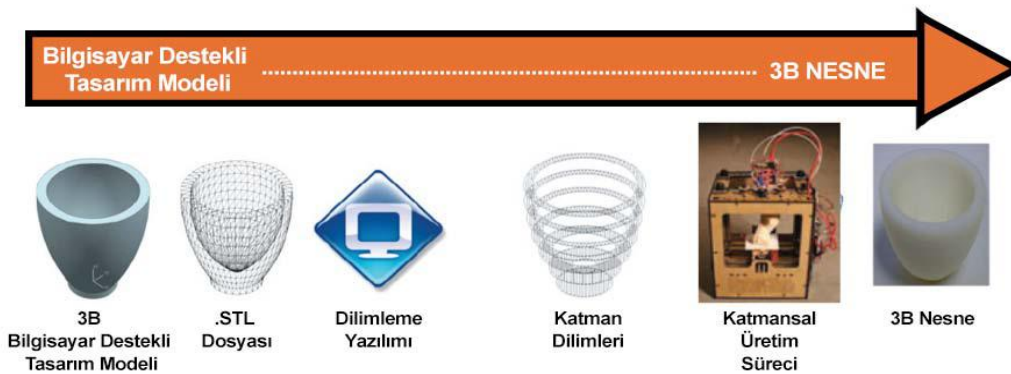 Bilgisayar Destekli
Tasarım Modeli
3B NESNE
3B
Bilgisayar Destekli
Tasarım Modeli
.STL
Dosyası
Dilimleme
Yazılımı
Katman
Dilimleri
Katmansal
Üretim
Süreci
3B Nesne